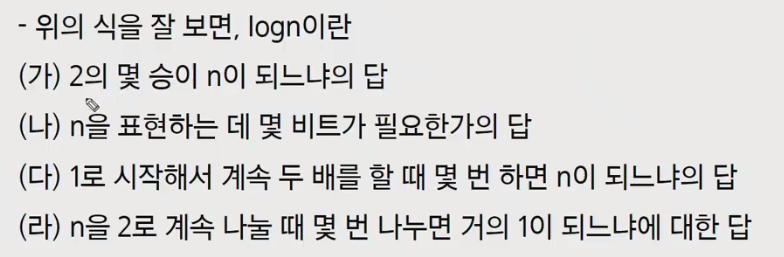 - 위의 식을 잘 보면, logn이란
(가) 2의 몇 승이 n이 되느냐의 답
(나) n을 표현하는 데 몇 비트가 필요한가의 답
(다) 1로 시작해서 계속 두 배를 할 때 몇 번 하면 n이 되느냐의 답
(라) n을 2로 계속 나눌 때 몇 번 나누면 거의 1이 되느냐에 대한 답